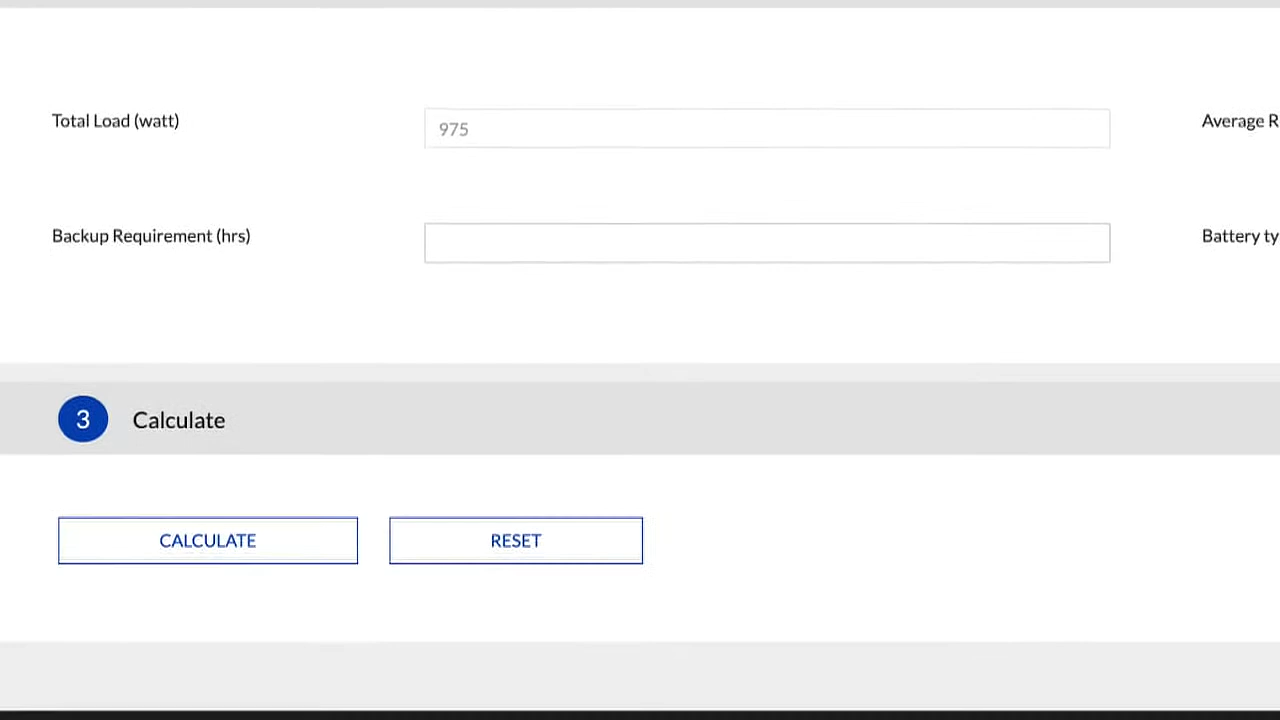 Total Load (watt)
975
Average R
Backup Requirement (hrs)
Battery ty
3 Calculate
CALCULATE
RESET